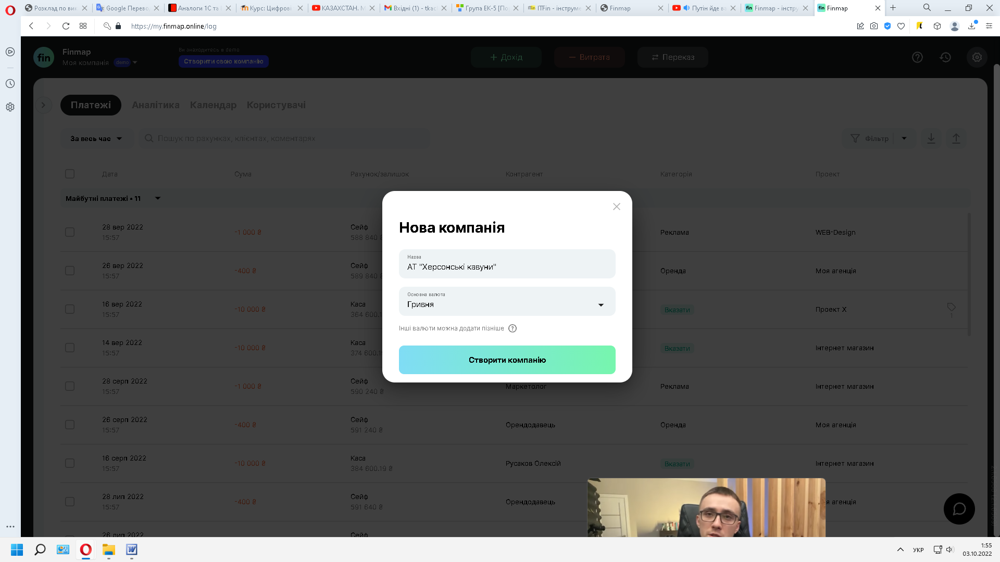 Розклад по вик
Google Перево
Аналоги 1С та
Курс: Цифрові
КАЗАХСТАН. М
Вхідні (1) - tkac
Група ЕК-5 [По
ITFin - інструме
Finmap
Путін йде ва
Finmap - інстру
Finmap
https://my.finmap.online/log
fin
Finmap
Моя компанія demo
Ви знаходитесь в demo
Створити свою компанію
+ Дохід
− Витрата
Переказ
Платежі Аналітика Календар Користувачі
За весь час
Пошук по рахунках, клієнтах, коментарях
Фільтр
Дата Сума Рахунок/залишок Контрагент Категорія Проект
Майбутні платежі • 11
28 вер 2022
15:57
-1 000 ₴
Сейф
588 840 ₴
Реклама
WEB-Design
26 вер 2022
15:57
-400 ₴
Сейф
589 840 ₴
Оренда
Моя агенція
16 вер 2022
15:57
-10 000 ₴
Каса
364 600.1
Вказати
Проект X
1
14 вер 2022
15:57
-10 000 ₴
Каса
374 600.1
Вказати
Інтернет магазин
28 серп 2022
15:57
-1 000 ₴
Сейф
590 240 ₴
Маркетолог
Реклама
Інтернет магазин
26 серп 2022
15:57
-400 ₴
Сейф
591 240 ₴
Орендодавець
Оренда
Моя агенція
16 серп 2022
15:57
-10 000 ₴
Каса
384 600.19 ₴
Русаков Олексій
Вказати
Інтернет магазин
28 лип 2022
15:57
-400 ₴
Сейф
591 640 ₴
Орендодавець
я агенція
26 лип 2022
Сейф
Нова компанія
Назва
АТ "Херсонські кавуни"
Основна валюта
Гривня
Інші валюти можна додати пізніше
Створити компанію
УКР
1:55
03.10.2022